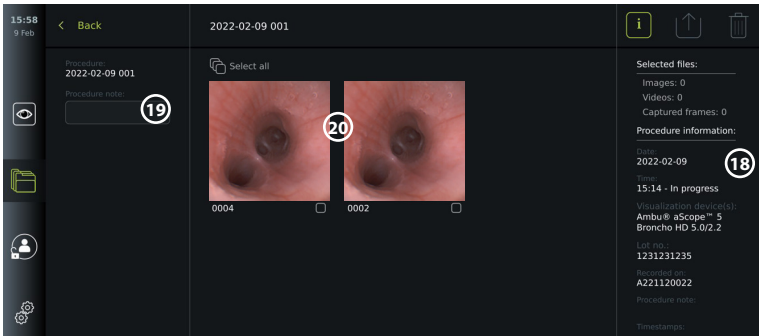 15:58
9 Feb
Back
2022-02-09 001
i
Procedure:
2022-02-09 001
Procedure note:
19
Select all
20
0004
0002
Selected files:
Images: 0
Videos: 0
Captured frames: 0
Procedure information:
18
Date:
2022-02-09
Time:
15:14 - In progress
Visualization device(s):
Ambu® aScope™ 5
Broncho HD 5.0/2.2
Lot no.:
1231231235
Recorded on:
A221120022
Procedure note:
Timestamps: